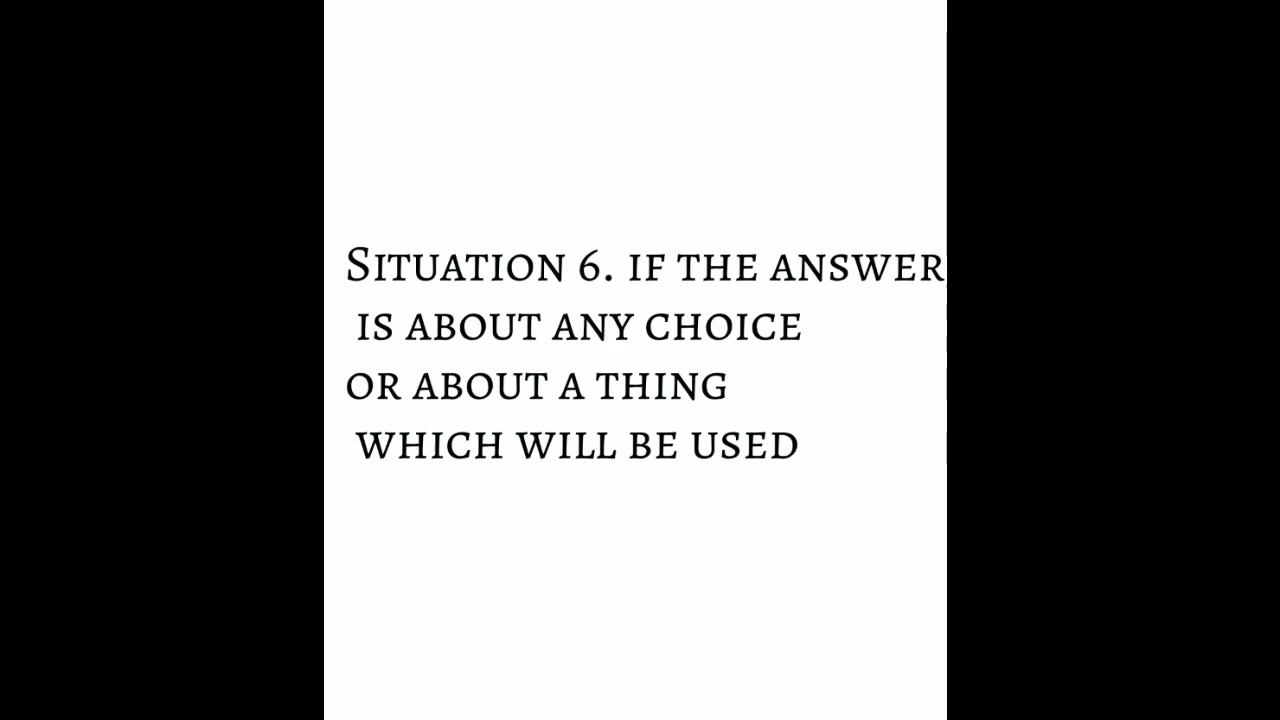 Situation 6. if the answer
is about any choice
or about a thing
which will be used